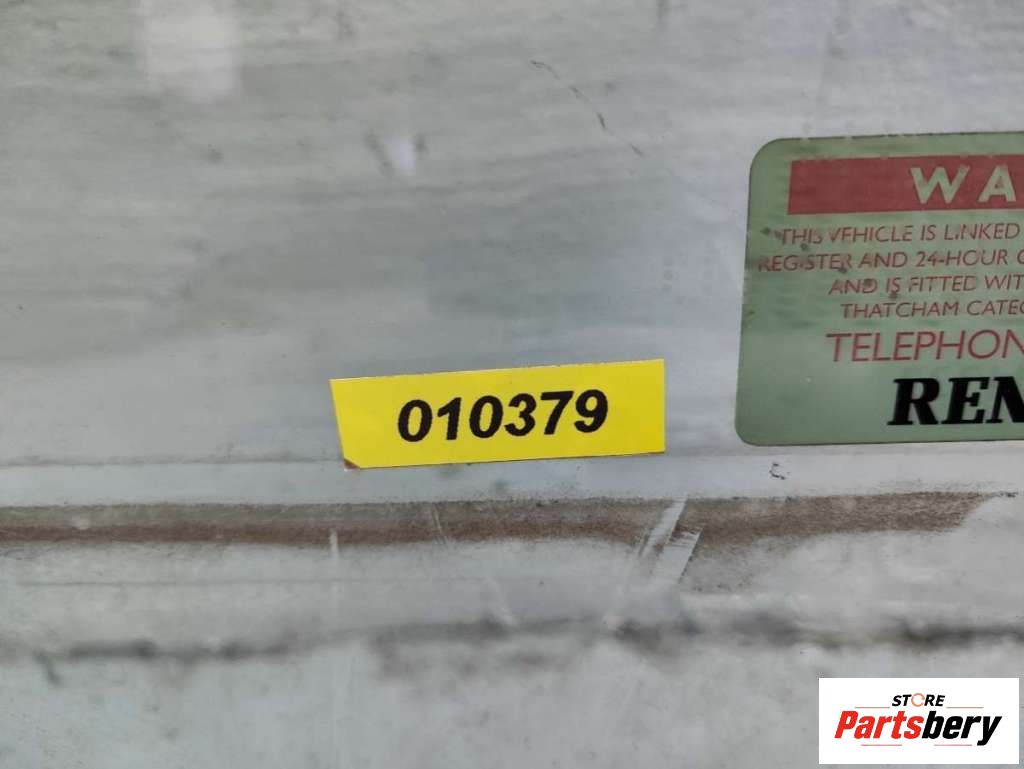 WA
THIS VEHICLE IS LINKED
REGISTER AND 24-HOUR
AND IS FITTED WIT
THATCHAM CATEG
TELEPHON
REN
010379
STORE
Partsbery